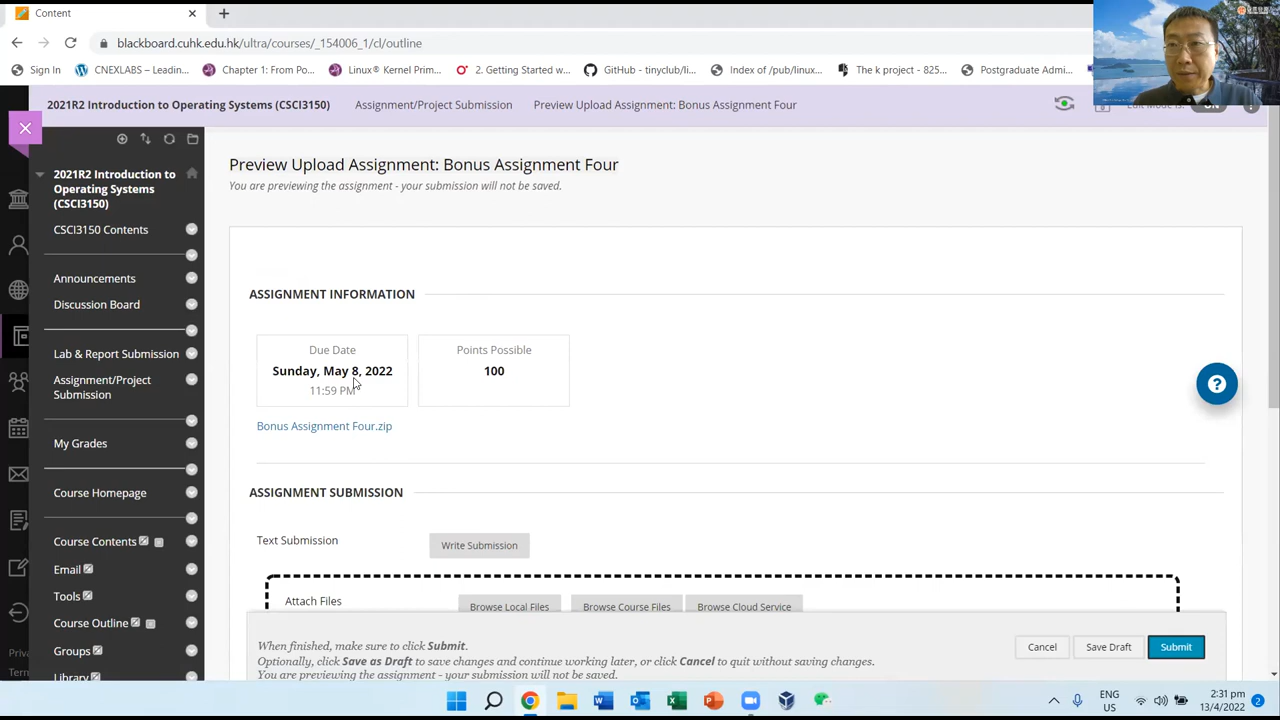 Content
blackboard.cuhk.edu.hk/ultra/courses/_154006_1/cl/outline
Sign In
CNEXLABS – Leadin...
Chapter 1: From Po...
Linux® Kernel Prim...
2. Getting Started w...
GitHub - tinyclub/li...
Index of /pub/linux...
The k project - 825...
Postgraduate Admi...
2021R2 Introduction to Operating Systems (CSCI3150)
Assignment/Project Submission
Preview Upload Assignment: Bonus Assignment Four
Edit Mode is:
ON
2021R2 Introduction to
Operating Systems
(CSCI3150)
CSCI3150 Contents
Announcements
Discussion Board
Lab & Report Submission
Assignment/Project
Submission
My Grades
Course Homepage
Course Contents
Email
Tools
Course Outline
Groups
Library
Preview Upload Assignment: Bonus Assignment Four
You are previewing the assignment - your submission will not be saved.
ASSIGNMENT INFORMATION
Due Date
Sunday, May 8, 2022
11:59 PM
Points Possible
100
Bonus Assignment Four.zip
ASSIGNMENT SUBMISSION
Text Submission
Write Submission
Attach Files
Browse Local Files
Browse Course Files
Browse Cloud Service
When finished, make sure to click Submit.
Optionally, click Save as Draft to save changes and continue working later, or click Cancel to quit without saving changes.
You are previewing the assignment - your submission will not be saved.
Cancel
Save Draft
Submit
Priv
Term
ENG
US
2:31 pm
13/4/2022
2